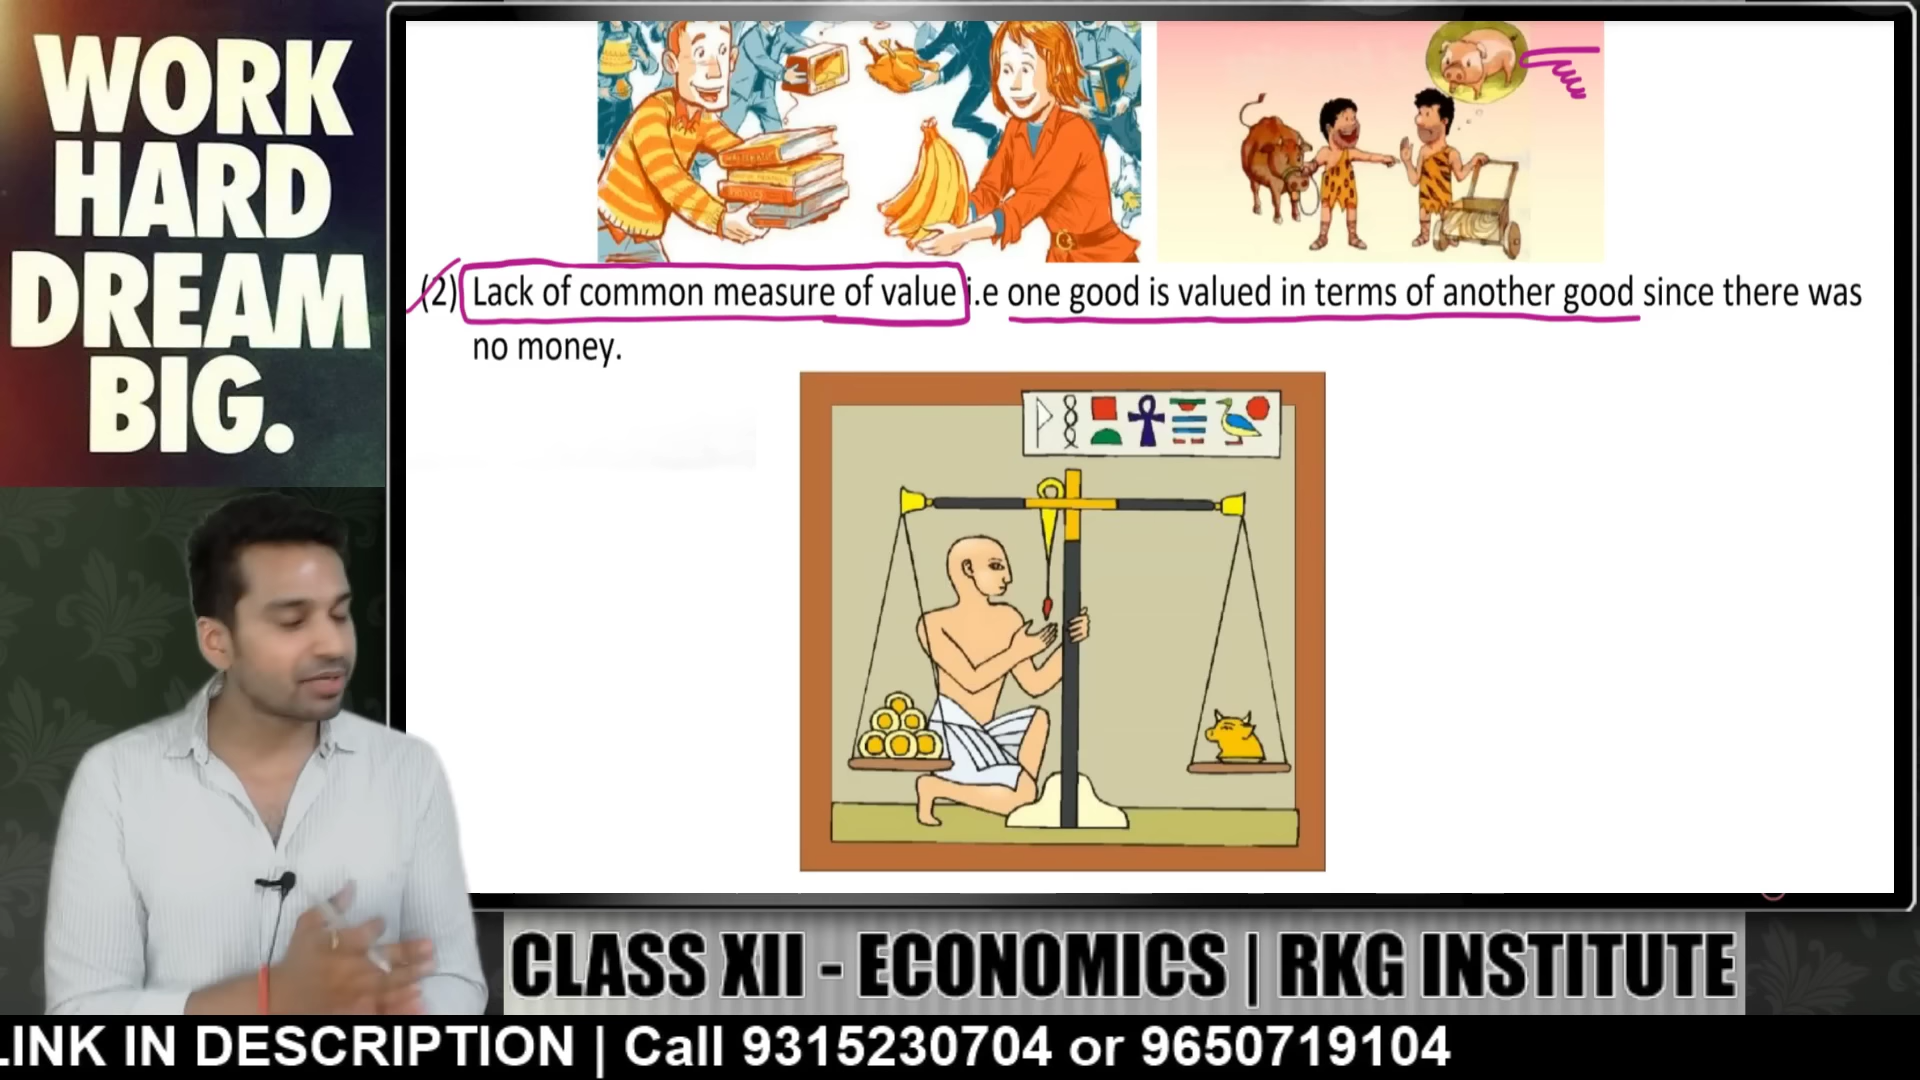 WORK
HARD
DREAM
BIG.
(2) Lack of common measure of value i.e one good is valued in terms of another good since there was
no money.
CLASS XII - ECONOMICS | RKG INSTITUTE
LINK IN DESCRIPTION | Call 9315230704 or 9650719104